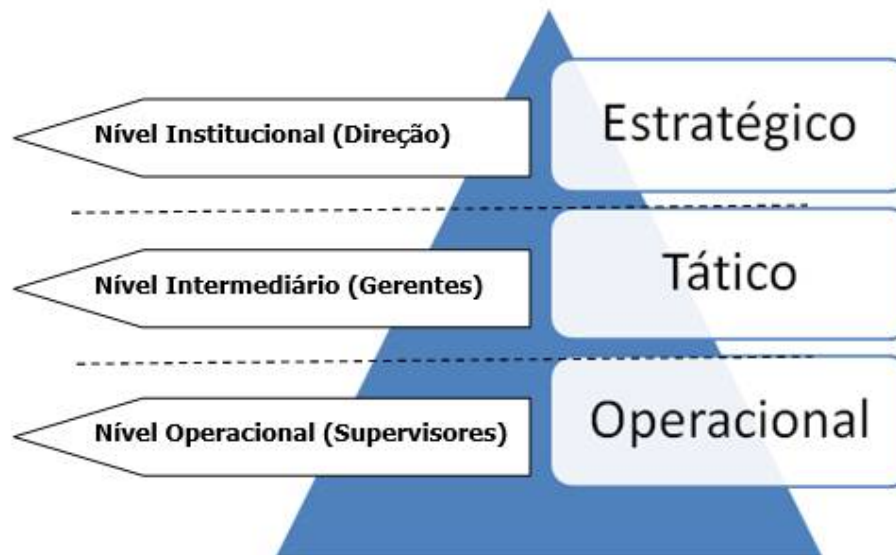 Nível Institucional (Direção)
Estratégico
Nível Intermediário (Gerentes)
Tático
Nível Operacional (Supervisores)
Operacional